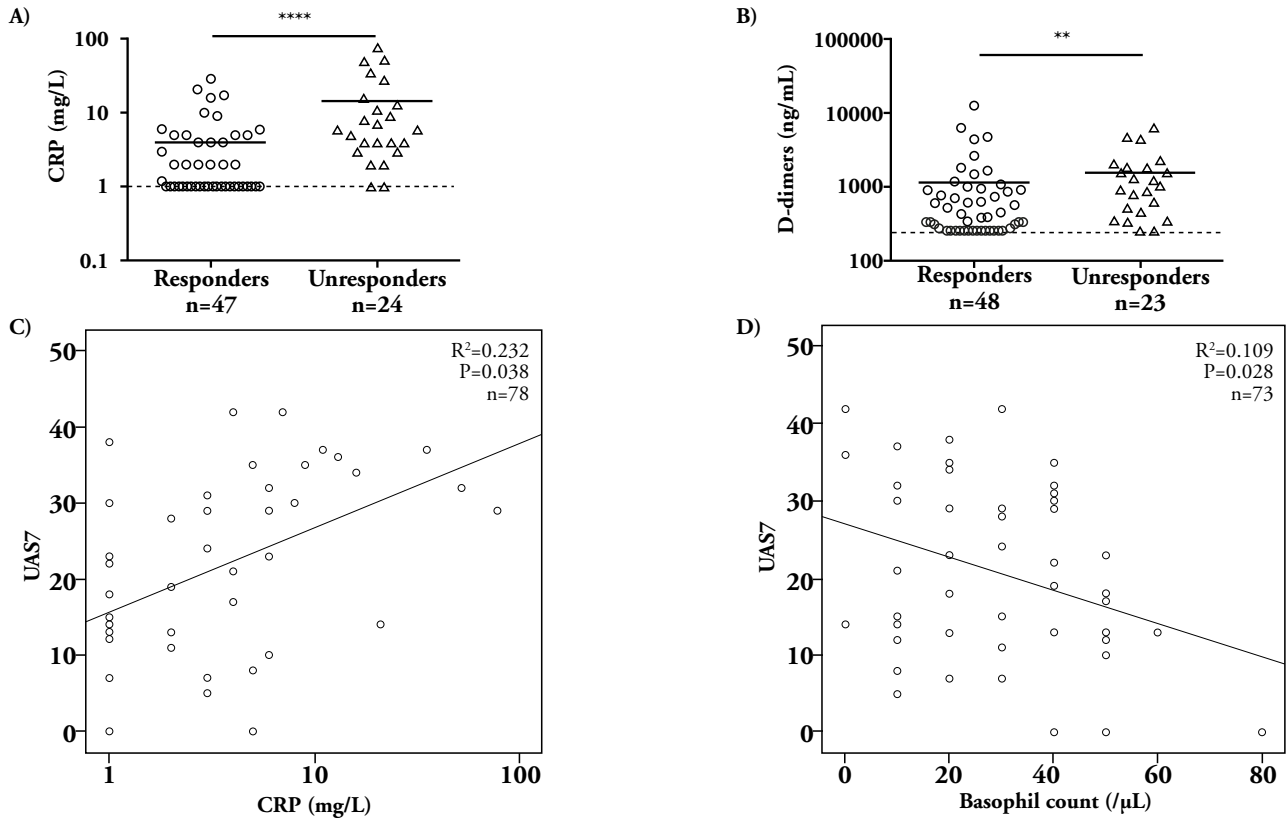 A)
****
100
10
1
0.1
CRP (mg/L)
Responders
n=47
Unresponders
n=24
B)
**
100000
10000
1000
100
D-dimers (ng/mL)
Responders
n=48
Unresponders
n=23
C)
R²=0.232
P=0.038
n=78
50
40
30
20
10
0
UAS7
1 10 100
CRP (mg/L)
D)
R²=0.109
P=0.028
n=73
50
40
30
20
10
0
UAS7
0 20 40 60 80
Basophil count (/μL)